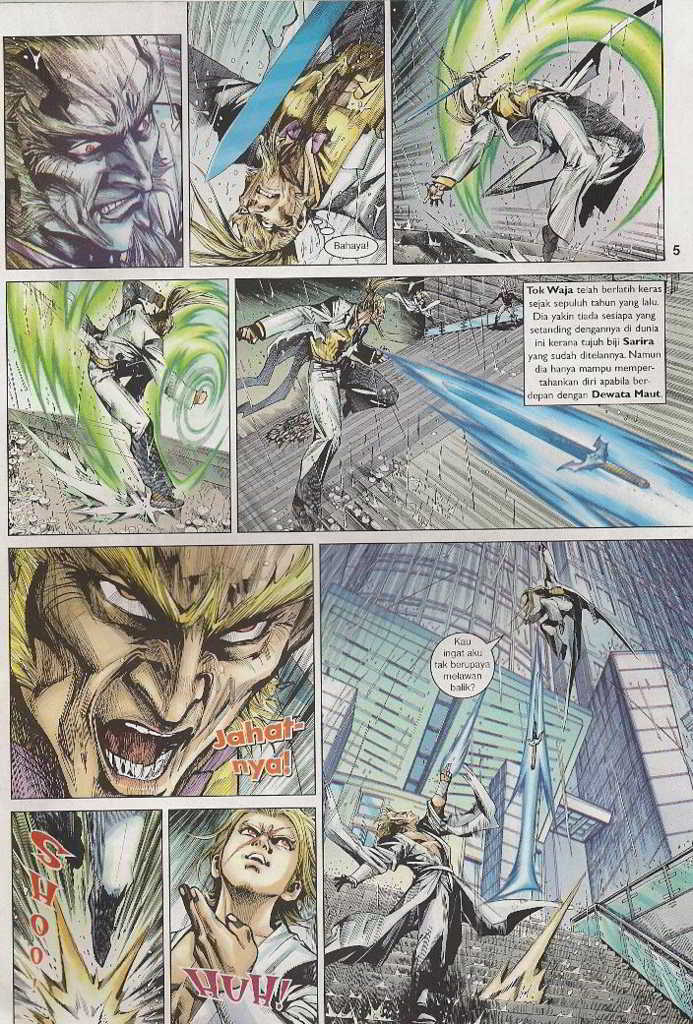 Bahaya!
5
Tok Waja telah berlatih keras
sejak sepuluh tahun yang lalu.
Dia yakin tiada sesiapa yang
setanding dengannya di dunia
ini kerana tujuh biji Sarira
yang sudah ditelannya. Namun
dia hanya mampu memper-
tahankan diri apabila ber-
depan dengan Dewata Maut.
Jahat-
nya!
Kau
ingat aku
tak berupaya
melawan
balik?
SHOO!
HUH!